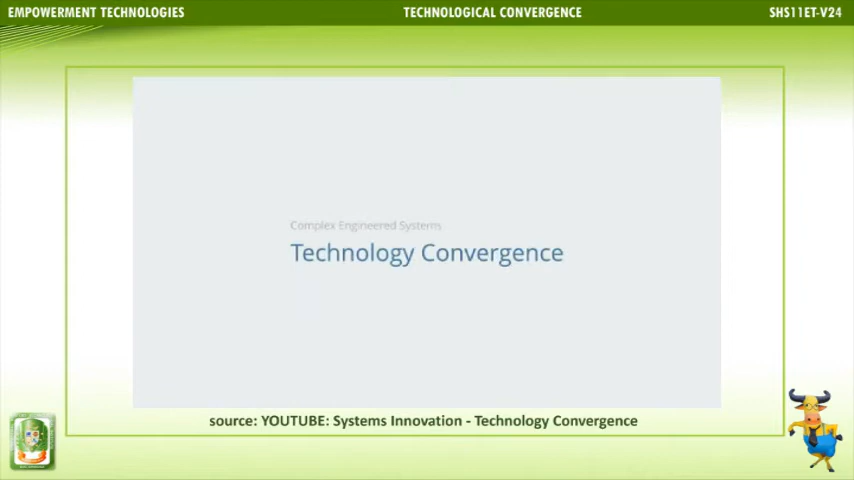 EMPOWERMENT TECHNOLOGIES
TECHNOLOGICAL CONVERGENCE
SHS11ET-V24
Complex Engineered Systems
Technology Convergence
source: YOUTUBE: Systems Innovation - Technology Convergence